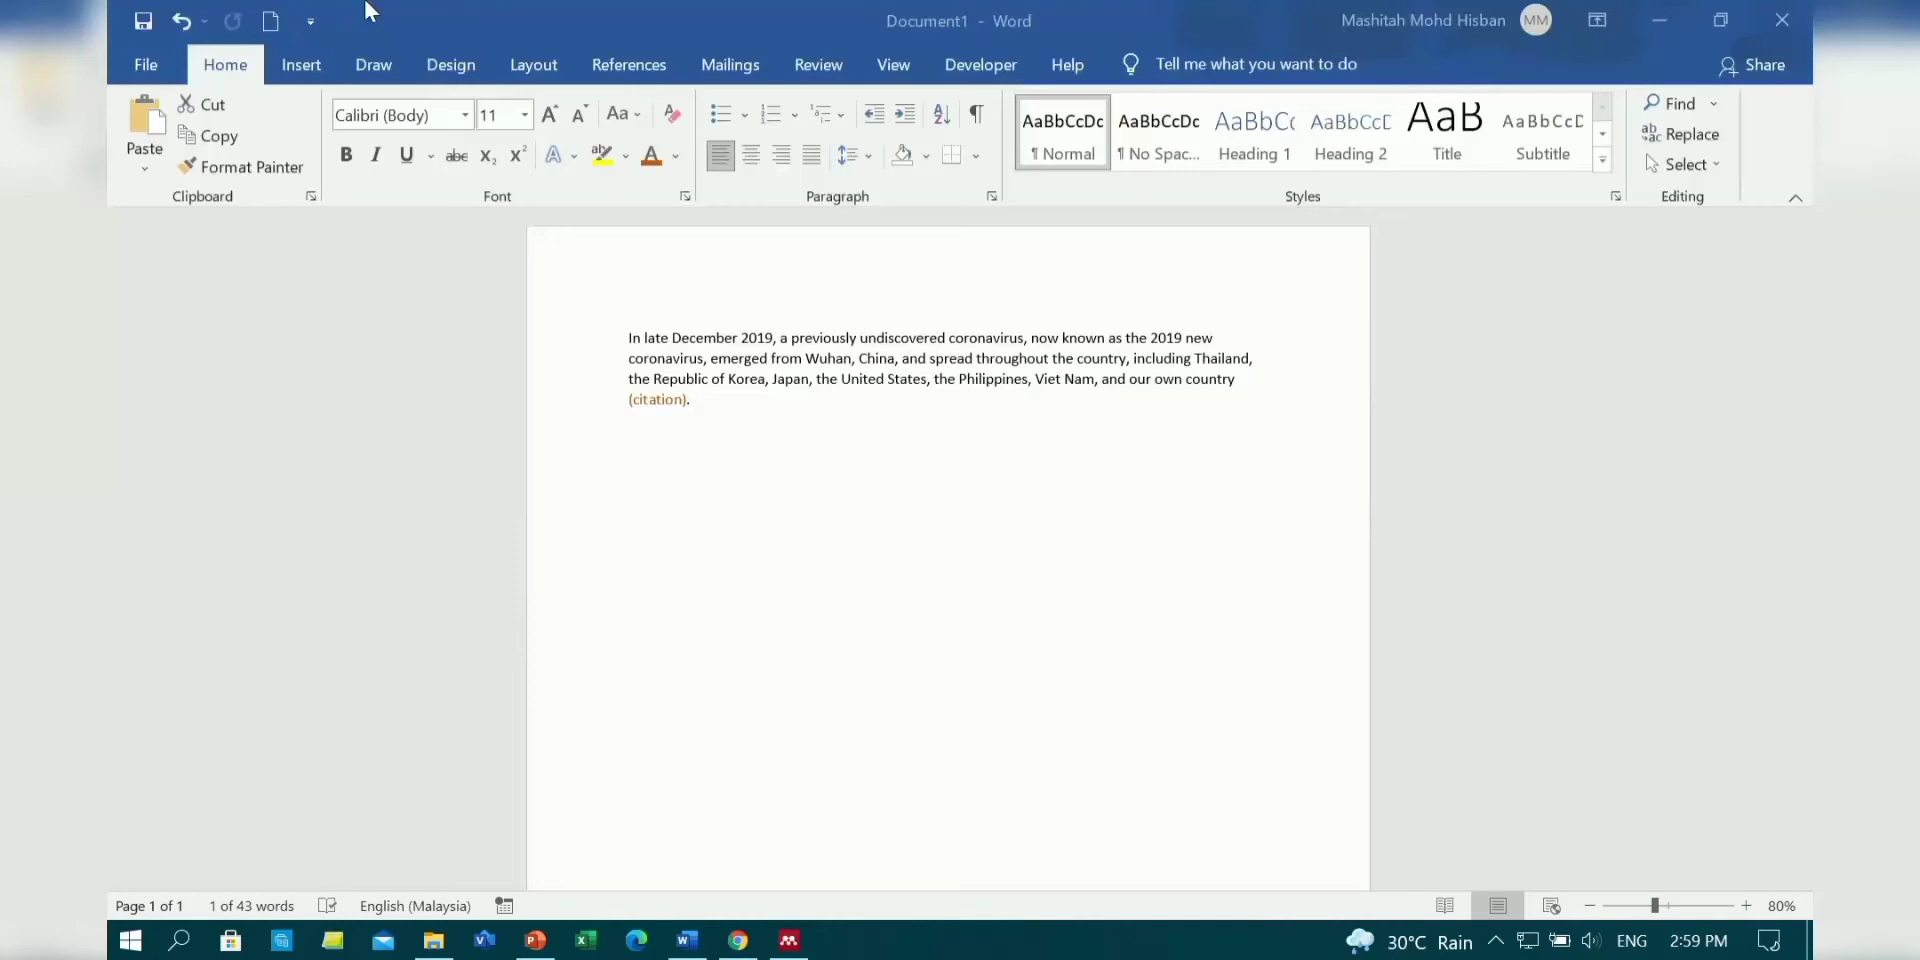 Document1 - Word
Mashitah Mohd Hisban
MM
File
Home
Insert
Draw
Design
Layout
References
Mailings
Review
View
Developer
Help
Tell me what you want to do
Share
Paste
Cut
Copy
Format Painter
Clipboard
Calibri (Body)
11
Font
Paragraph
AaBbCcDc
¶ Normal
AaBbCcDc
¶ No Spac...
AaBbCc
Heading 1
AaBbCcD
Heading 2
AaB
Title
AaBbCcD
Subtitle
Styles
Find
Replace
Select
Editing
In late December 2019, a previously undiscovered coronavirus, now known as the 2019 new
coronavirus, emerged from Wuhan, China, and spread throughout the country, including Thailand,
the Republic of Korea, Japan, the United States, the Philippines, Viet Nam, and our own country
(citation).
Page 1 of 1
1 of 43 words
English (Malaysia)
80%
30°C Rain
ENG
2:59 PM